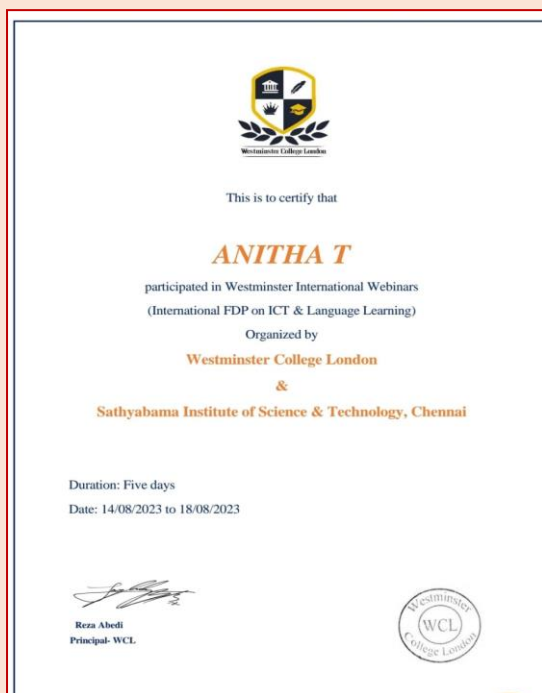 Westminster College London
This is to certify that
ANITHA T
participated in Westminster International Webinars
(International FDP on ICT & Language Learning)
Organized by
Westminster College London
&
Sathyabama Institute of Science & Technology, Chennai
Duration: Five days
Date: 14/08/2023 to 18/08/2023
Reza Abedi
Principal- WCL
Westminster
WCL
College London